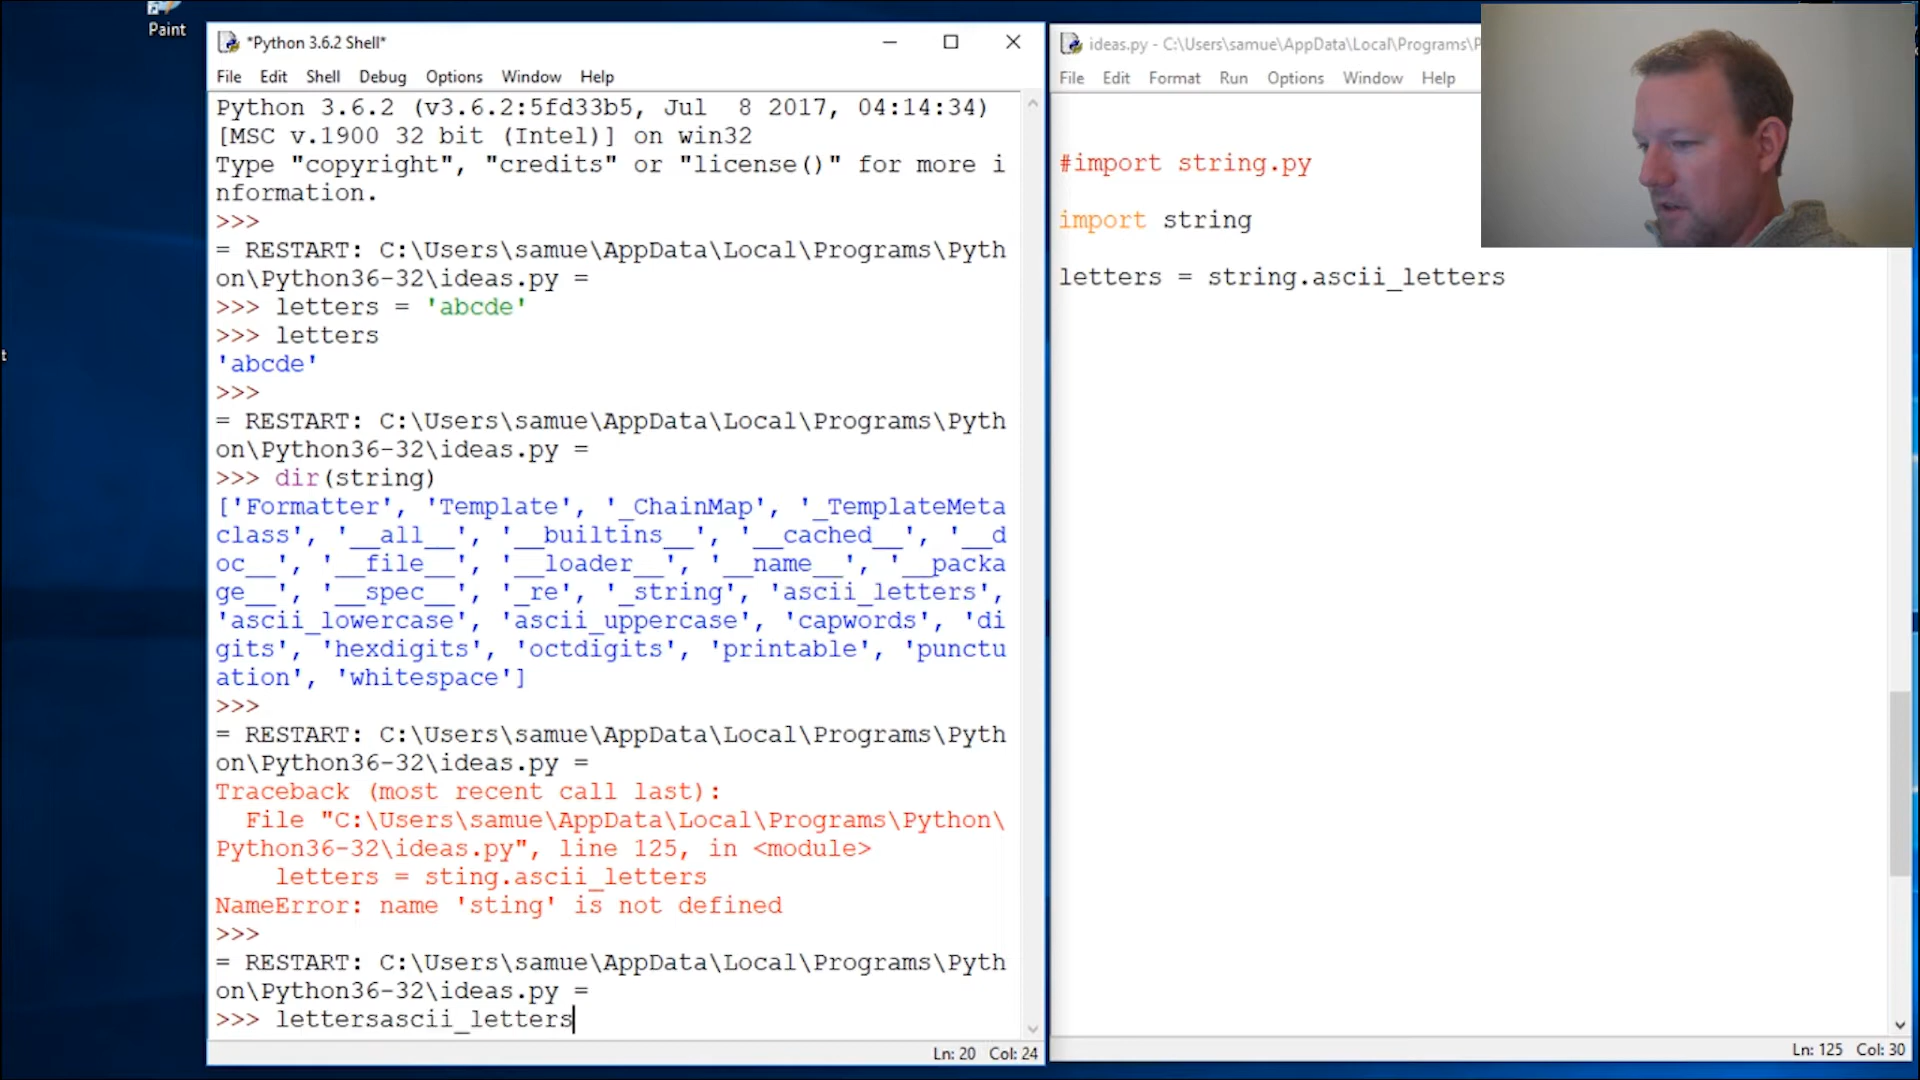 Paint
*Python 3.6.2 Shell*
File Edit Shell Debug Options Window Help
Python 3.6.2 (v3.6.2:5fd33b5, Jul  8 2017, 04:14:34)
[MSC v.1900 32 bit (Intel)] on win32
Type "copyright", "credits" or "license()" for more i
nformation.
>>>
= RESTART: C:\Users\samue\AppData\Local\Programs\Pyth
on\Python36-32\ideas.py =
>>> letters = 'abcde'
>>> letters
'abcde'
>>>
= RESTART: C:\Users\samue\AppData\Local\Programs\Pyth
on\Python36-32\ideas.py =
>>> dir(string)
['Formatter', 'Template', '_ChainMap', '_TemplateMeta
class', '__all__', '__builtins__', '__cached__', '__d
oc__', '__file__', '__loader__', '__name__', '__packa
ge__', '__spec__', '_re', '_string', 'ascii_letters',
'ascii_lowercase', 'ascii_uppercase', 'capwords', 'di
gits', 'hexdigits', 'octdigits', 'printable', 'punctu
ation', 'whitespace']
>>>
= RESTART: C:\Users\samue\AppData\Local\Programs\Pyth
on\Python36-32\ideas.py =
Traceback (most recent call last):
  File "C:\Users\samue\AppData\Local\Programs\Python\
Python36-32\ideas.py", line 125, in <module>
    letters = sting.ascii_letters
NameError: name 'sting' is not defined
>>>
= RESTART: C:\Users\samue\AppData\Local\Programs\Pyth
on\Python36-32\ideas.py =
>>> lettersascii_letters
Ln: 20 Col: 24
ideas.py - C:\Users\samue\AppData\Local\Programs\P
File Edit Format Run Options Window Help
#import string.py
import string
letters = string.ascii_letters
Ln: 125 Col: 30
t